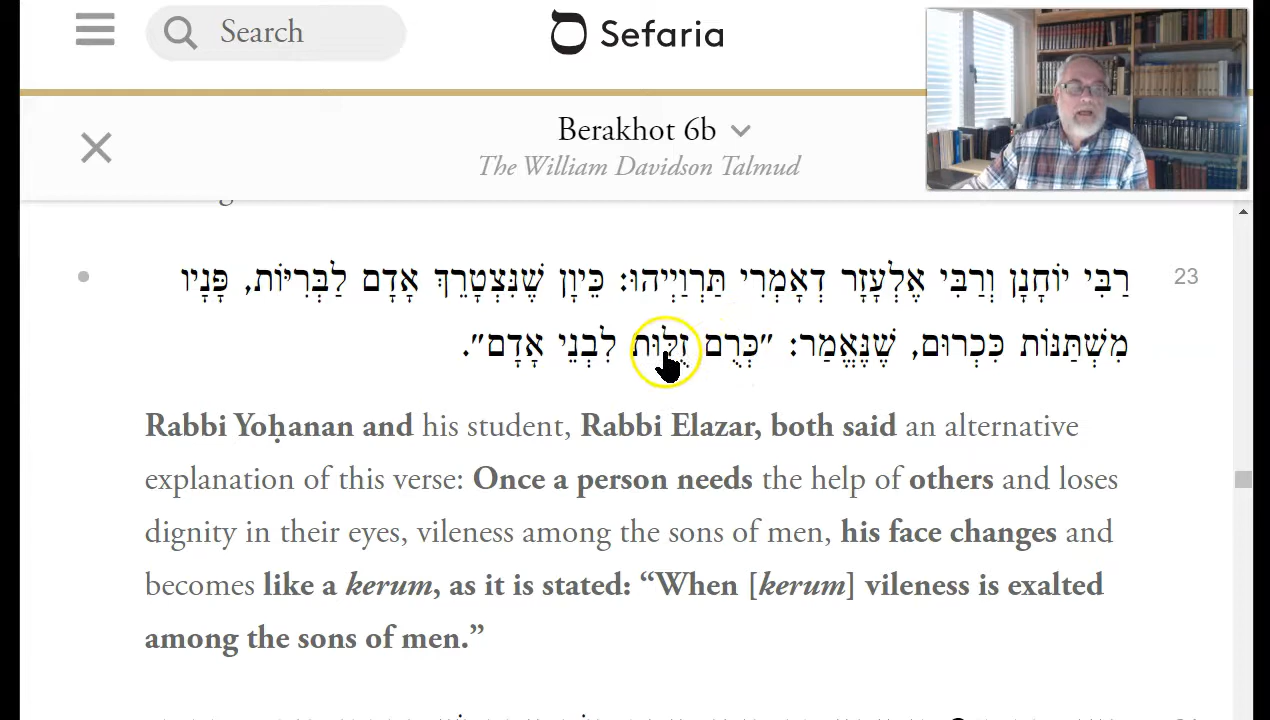 Search
Sefaria
Berakhot 6b
The William Davidson Talmud
רַבִּי יוֹחָנָן וְרַבִּי אֶלְעָזָר דְאָמְרִי תַּרְוַיְיהוּ: כֵּיוָן שֶׁנִּצְטָרֵךְ אָדָם לַבְּרִיּוֹת, פָּנָיו
23
מִשְׁתַּנּוֹת כִּכְרוּם, שֶׁנֶּאֱמַר: ״כְּרֻם זֻלּוּת לִבְנֵי אָדָם״.
Rabbi Yoḥanan and his student, Rabbi Elazar, both said an alternative
explanation of this verse: Once a person needs the help of others and loses
dignity in their eyes, vileness among the sons of men, his face changes and
becomes like a kerum, as it is stated: “When [kerum] vileness is exalted
among the sons of men.”